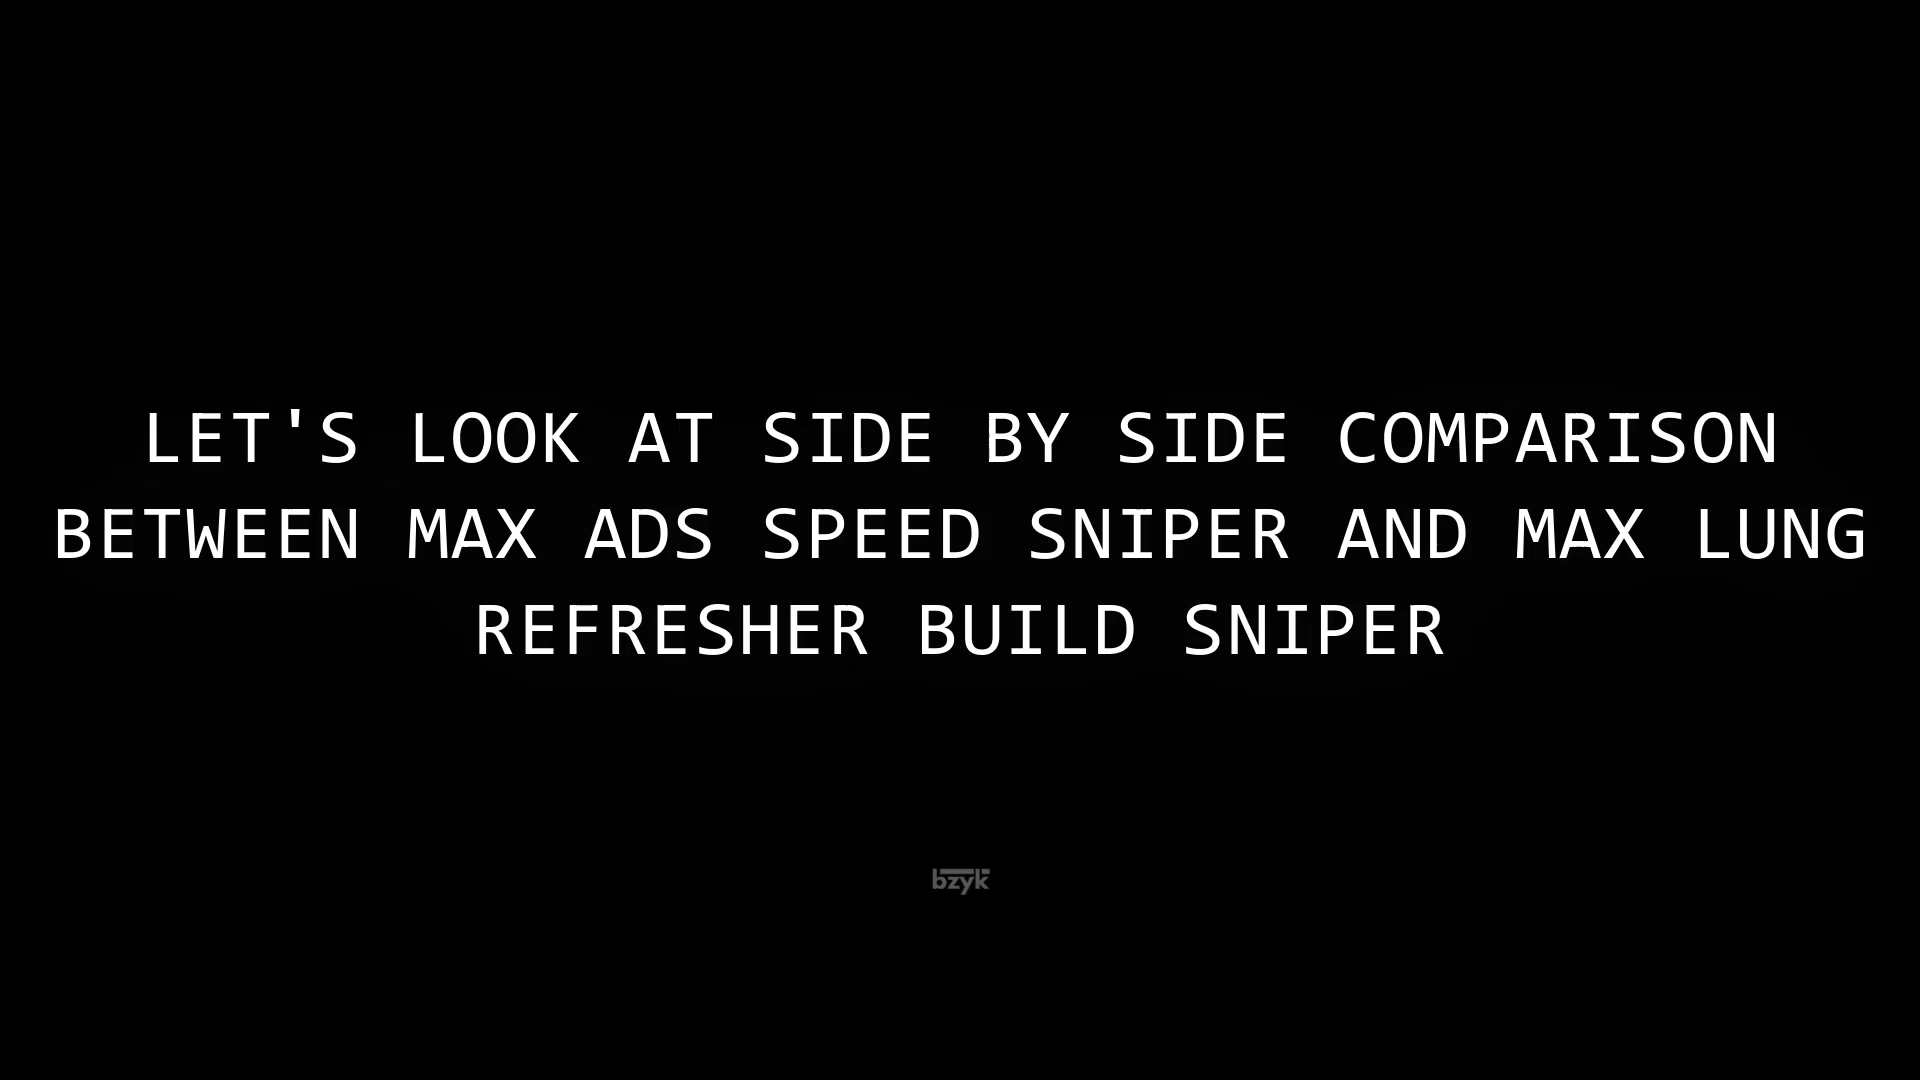 LET'S LOOK AT SIDE BY SIDE COMPARISON
BETWEEN MAX ADS SPEED SNIPER AND MAX LUNG
REFRESHER BUILD SNIPER
bzyk